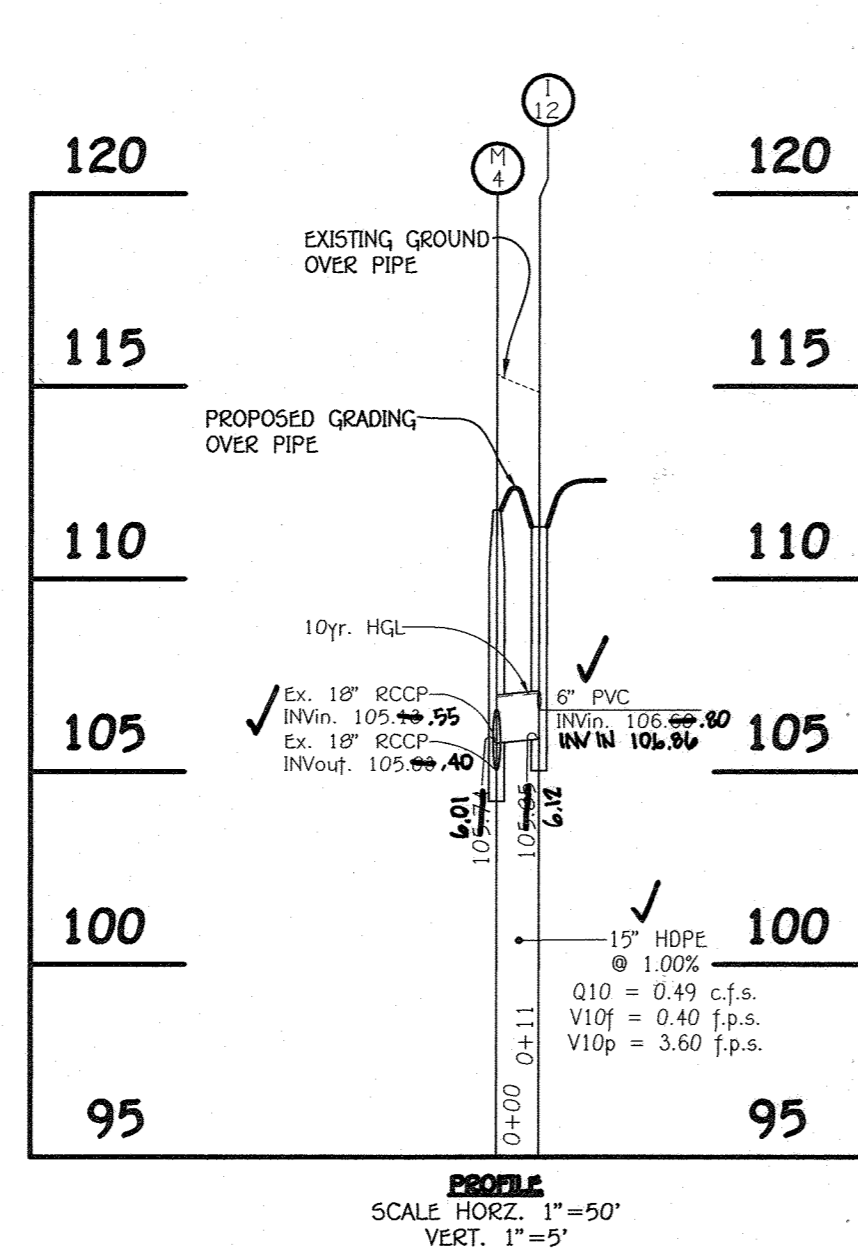 I
12
M
4
120
120
EXISTING GROUND
OVER PIPE
115
115
PROPOSED GRADING
OVER PIPE
110
110
10yr. HGL
Ex. 18" RCCP
INVin. 105.13 .55
Ex. 18" RCCP
INVout. 105. .40
6" PVC
INVin. 106.60 .80
INV IN 106.86
105
105
6.01
105.74
105.85
6.12
100
100
15" HDPE
@ 1.00%
Q10 = 0.49 c.f.s.
V10f = 0.40 f.p.s.
V10p = 3.60 f.p.s.
0+11
0+00
95
95
PROFILE
SCALE HORZ. 1"=50'
VERT. 1"=5'